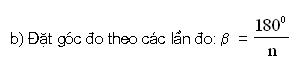 b) Đặt góc đo theo các lần đo: β = 180⁰/n